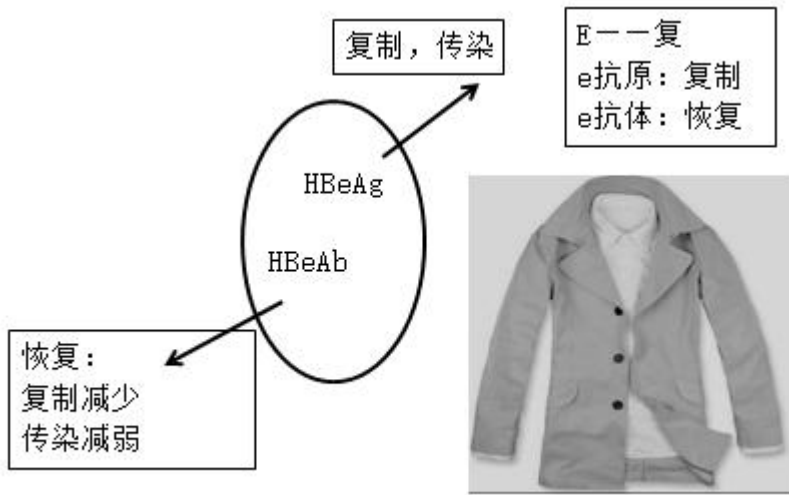 复制，传染
E——复
e抗原：复制
e抗体：恢复
HBeAg
HBeAb
恢复：
复制减少
传染减弱